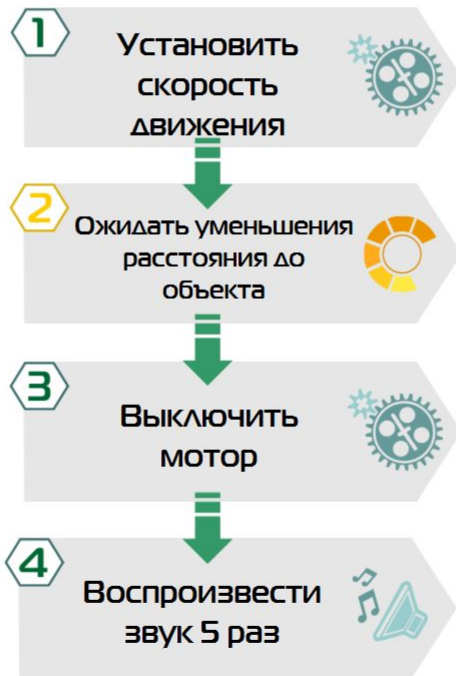 1
Установить
скорость
движения
2
Ожидать уменьшения
расстояния до
объекта
3
Выключить
мотор
4
Воспроизвести
звук 5 раз